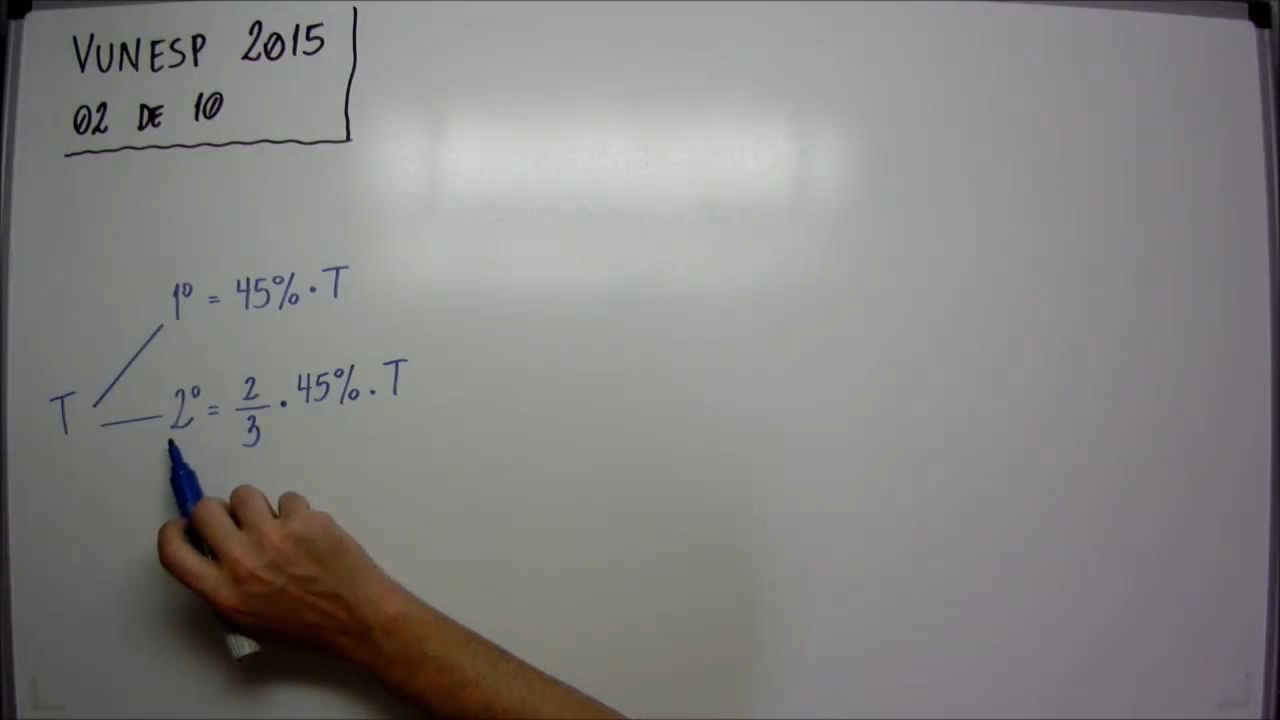 VUNESP 2015
02 DE 10
1º = 45% · T
T
2º = 2/3 · 45% · T